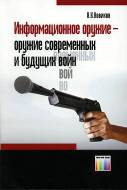 В.К.Новиков
Информационное оружие –
оружие современных
и будущих войн